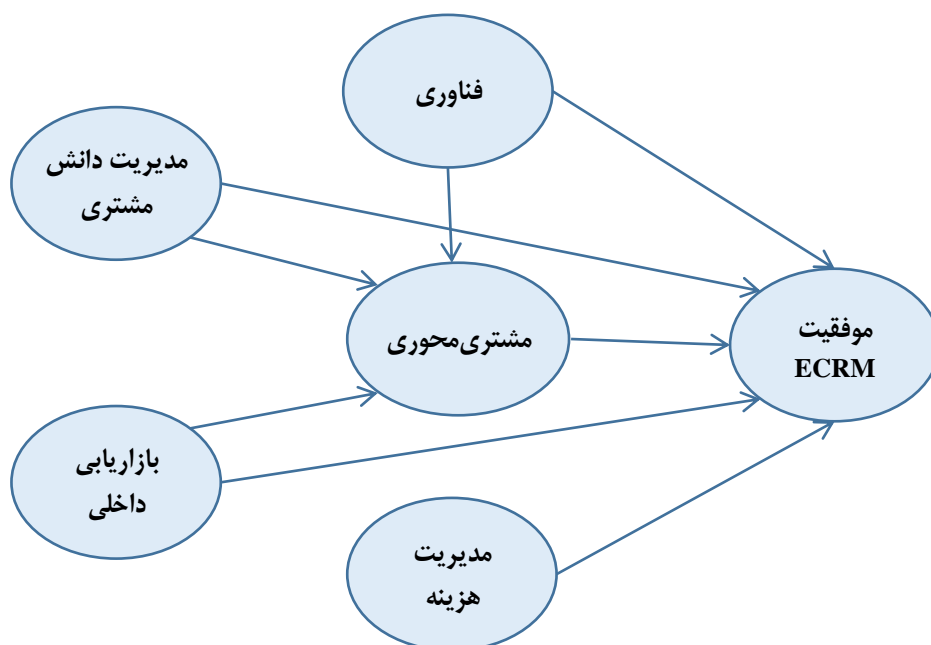 فناوری
مدیریت دانش
مشتری
مشتری‌محوری
موفقیت
ECRM
بازاریابی
داخلی
مدیریت
هزینه